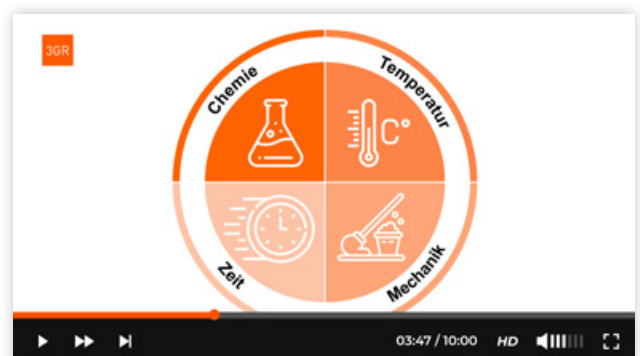 3GR
Chemie
Temperatur
C°
Zeit
Mechanik
03:47 / 10:00 HD